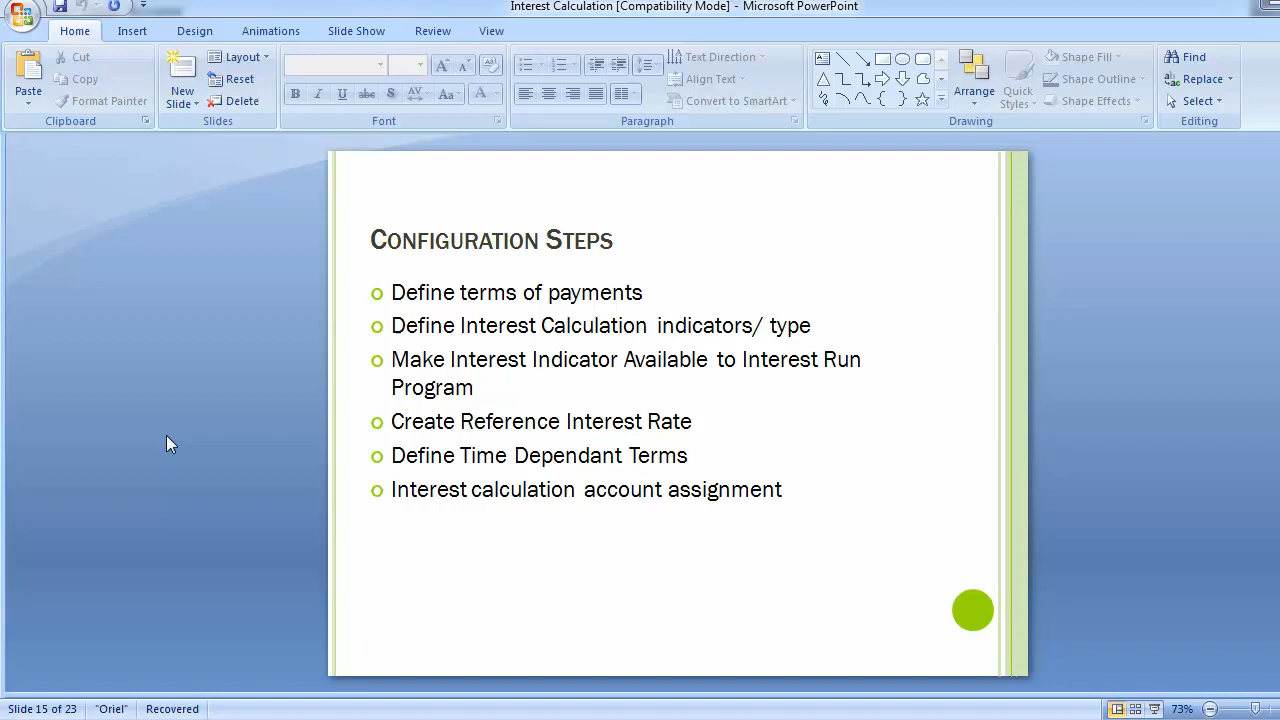 Interest Calculation [Compatibility Mode] - Microsoft PowerPoint
Home Insert Design Animations Slide Show Review View
Cut
Copy
Format Painter
Paste
Clipboard
New
Slide
Layout
Reset
Delete
Slides
B I U abc S AV Aa A
Font
Text Direction
Align Text
Convert to SmartArt
Paragraph
Arrange
Quick
Styles
Shape Fill
Shape Outline
Shape Effects
Drawing
Find
Replace
Select
Editing
CONFIGURATION STEPS
o Define terms of payments
o Define Interest Calculation indicators/ type
o Make Interest Indicator Available to Interest Run
Program
o Create Reference Interest Rate
o Define Time Dependant Terms
o Interest calculation account assignment
Slide 15 of 23 "Oriel" Recovered 73%